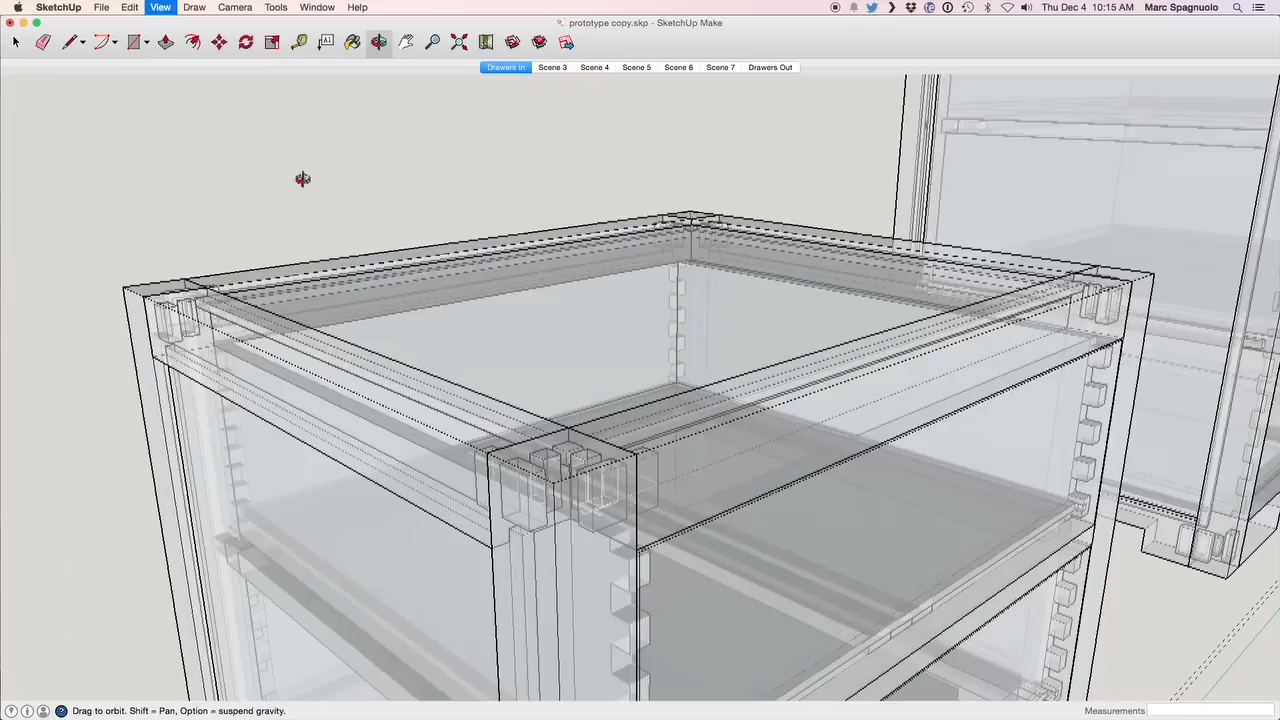 SketchUp File Edit View Draw Camera Tools Window Help Thu Dec 4 10:15 AM Marc Spagnuolo
prototype copy.skp - SketchUp Make
A1
Drawers In Scene 3 Scene 4 Scene 5 Scene 6 Scene 7 Drawers Out
Drag to orbit. Shift = Pan, Option = suspend gravity. Measurements